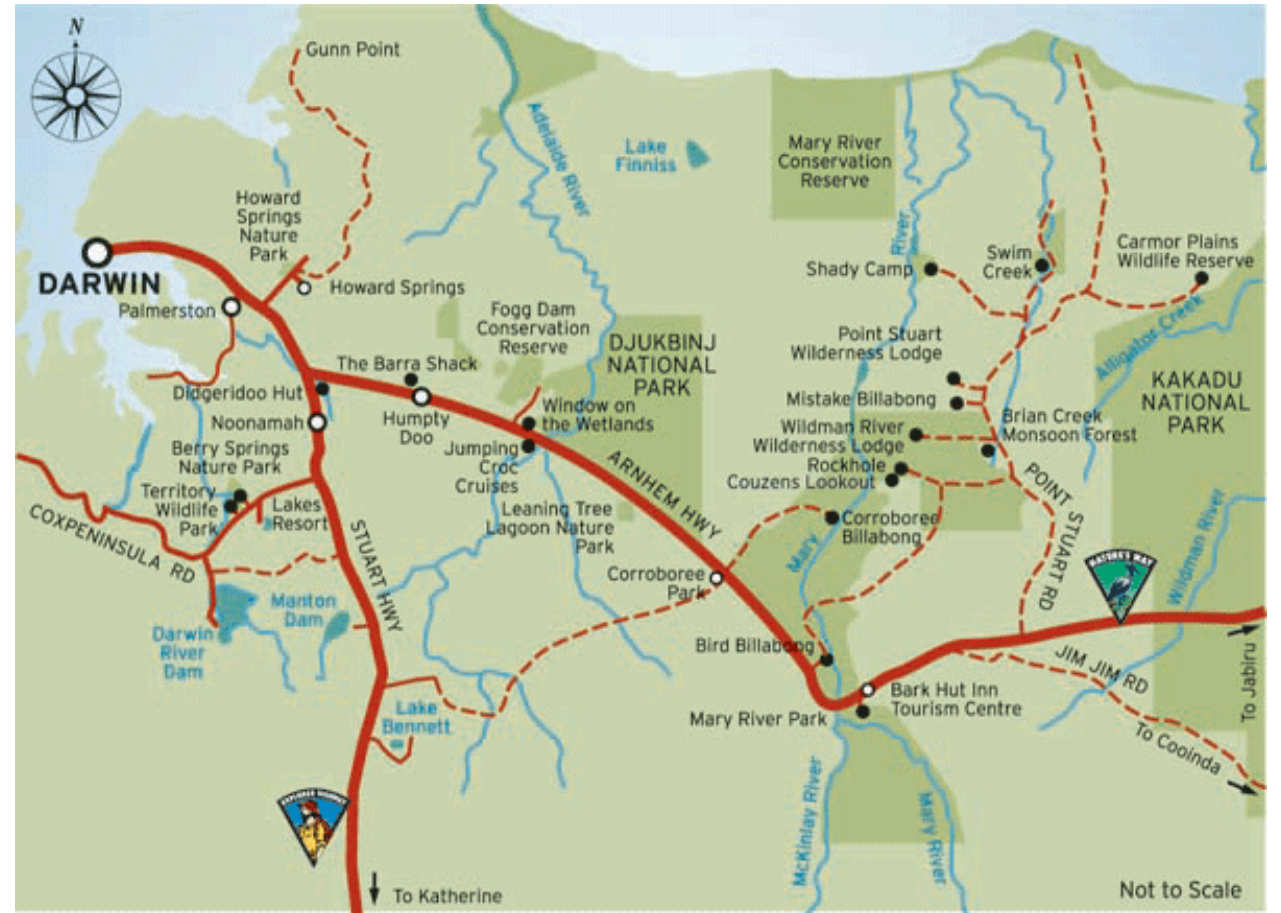 N
Gunn Point
Adelaide River
Lake
Finniss
Mary River
Conservation
Reserve
River
Howard
Springs
Nature
Park
DARWIN
Howard Springs
Palmerston
Shady Camp
Swim
Creek
Carmor Plains
Wildlife Reserve
Alligator Creek
Fogg Dam
Conservation
Reserve
DJUKBINJ
NATIONAL
PARK
Point Stuart
Wilderness Lodge
KAKADU
NATIONAL
PARK
The Barra Shack
Didgeridoo Hut
Humpty
Doo
Window on
the Wetlands
Mistake Billabong
Noonamah
Wildman River
Wilderness Lodge
Brian Creek
Monsoon Forest
Berry Springs
Nature Park
Jumping
Croc
Cruises
ARNHEM HWY
Rockhole
Couzens Lookout
POINT STUART RD
Territory
Wildlife
Park
Lakes
Resort
Leaning Tree
Lagoon Nature
Park
Corroboree
Billabong
Wildman River
COXPENINSULA RD
STUART HWY
Mary
NATURE'S WAY
Corroboree
Park
Manton
Dam
Darwin
River
Dam
Bird Billabong
JIM JIM RD
To Jabiru
Lake
Bennett
Bark Hut Inn
Tourism Centre
Mary River Park
To Cooinda
McKinlay River
Mary River
EXPLORER HIGHWAY
To Katherine
Not to Scale